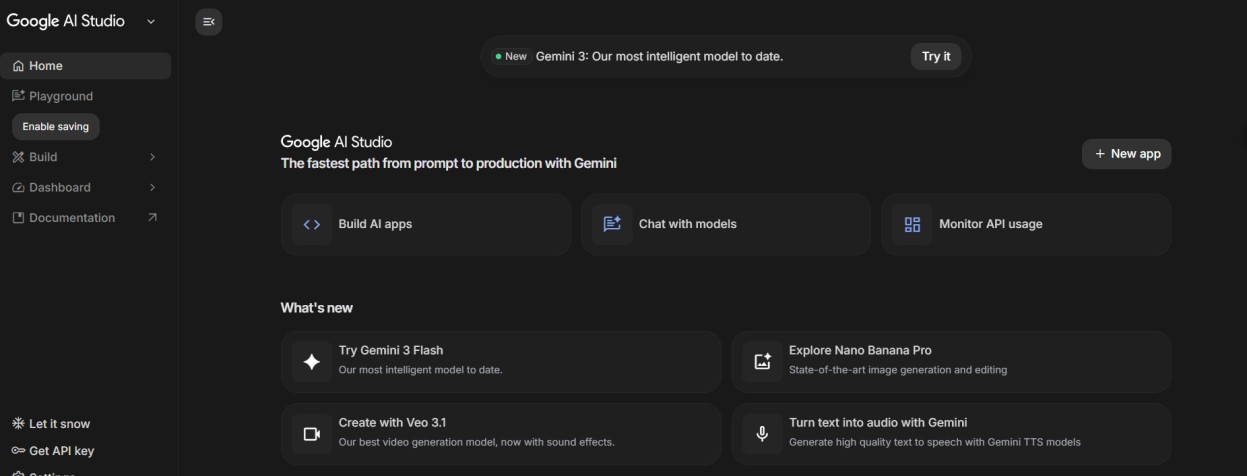 Google AI Studio
Home
Playground
Enable saving
Build
Dashboard
Documentation
Let it snow
Get API key
Settings
New Gemini 3: Our most intelligent model to date. Try it
Google AI Studio
The fastest path from prompt to production with Gemini
+ New app
Build AI apps
Chat with models
Monitor API usage
What's new
Try Gemini 3 Flash
Our most intelligent model to date.
Explore Nano Banana Pro
State-of-the-art image generation and editing
Create with Veo 3.1
Our best video generation model, now with sound effects.
Turn text into audio with Gemini
Generate high quality text to speech with Gemini TTS models